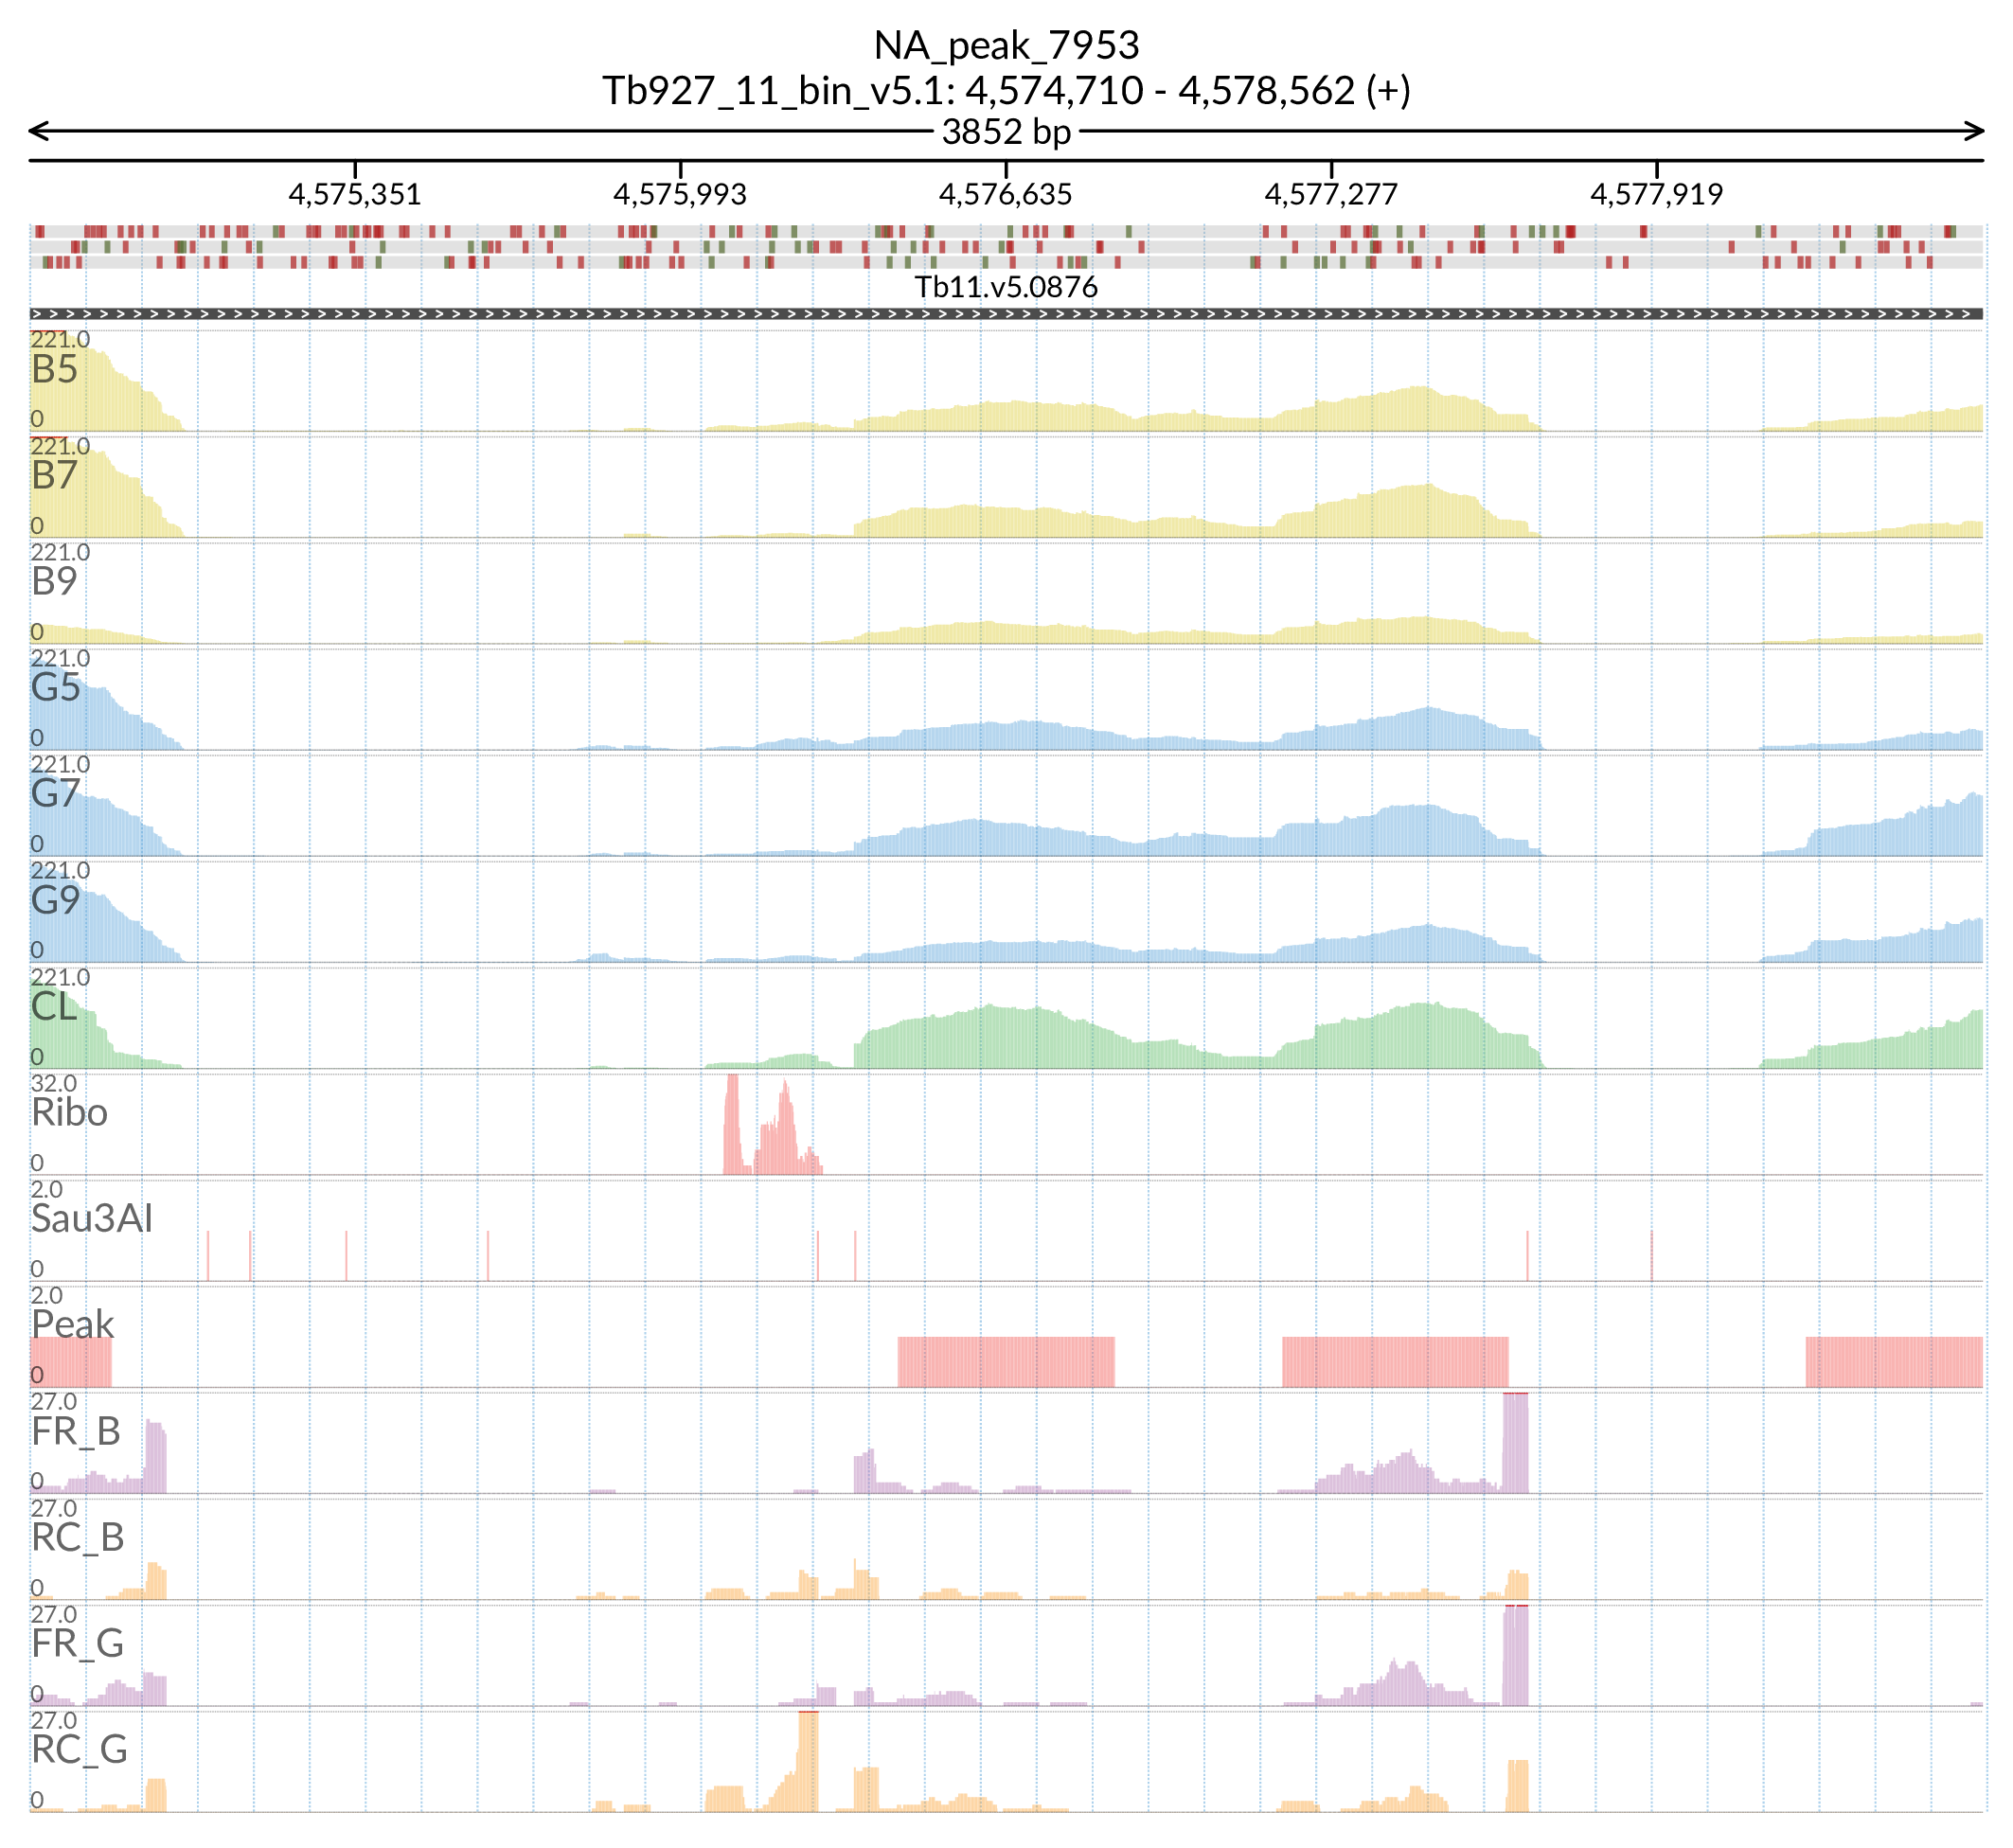 NA_peak_7953
Tb927_11_bin_v5.1: 4,574,710 - 4,578,562 (+)
3852 bp
4,575,351 4,575,993 4,576,635 4,577,277 4,577,919
Tb11.v5.0876
221.0
B5
0
221.0
B7
0
221.0
B9
0
221.0
G5
0
221.0
G7
0
221.0
G9
0
221.0
CL
0
32.0
Ribo
0
2.0
Sau3AI
0
2.0
Peak
0
27.0
FR_B
0
27.0
RC_B
0
27.0
FR_G
0
27.0
RC_G
0